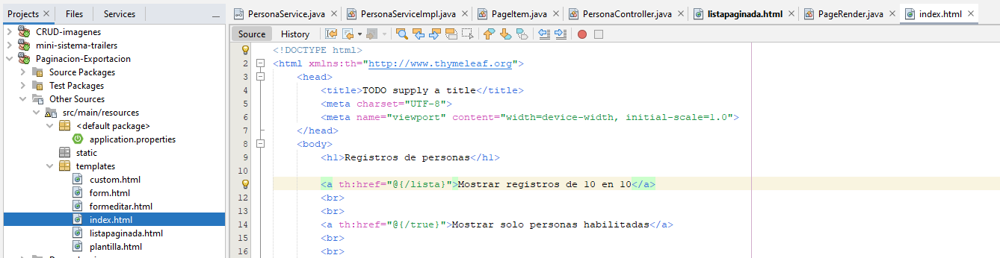 Projects Files Services
CRUD-imagenes
mini-sistema-trailers
Paginacion-Exportacion
Source Packages
Test Packages
Other Sources
src/main/resources
<default package>
application.properties
static
templates
custom.html
form.html
formeditar.html
index.html
listapaginada.html
plantilla.html
PersonaService.java PersonaServiceImpl.java PageItem.java PersonaController.java listapaginada.html PageRender.java index.html
Source History
<!DOCTYPE html>
2 <html xmlns:th="http://www.thymeleaf.org">
3 <head>
4 <title>TODO supply a title</title>
5 <meta charset="UTF-8">
6 <meta name="viewport" content="width=device-width, initial-scale=1.0">
7 </head>
8 <body>
9 <h1>Registros de personas</h1>
10
<a th:href="@{/lista}">Mostrar registros de 10 en 10</a>
12 <br>
13 <br>
14 <a th:href="@{/true}">Mostrar solo personas habilitadas</a>
15 <br>
16 <br>